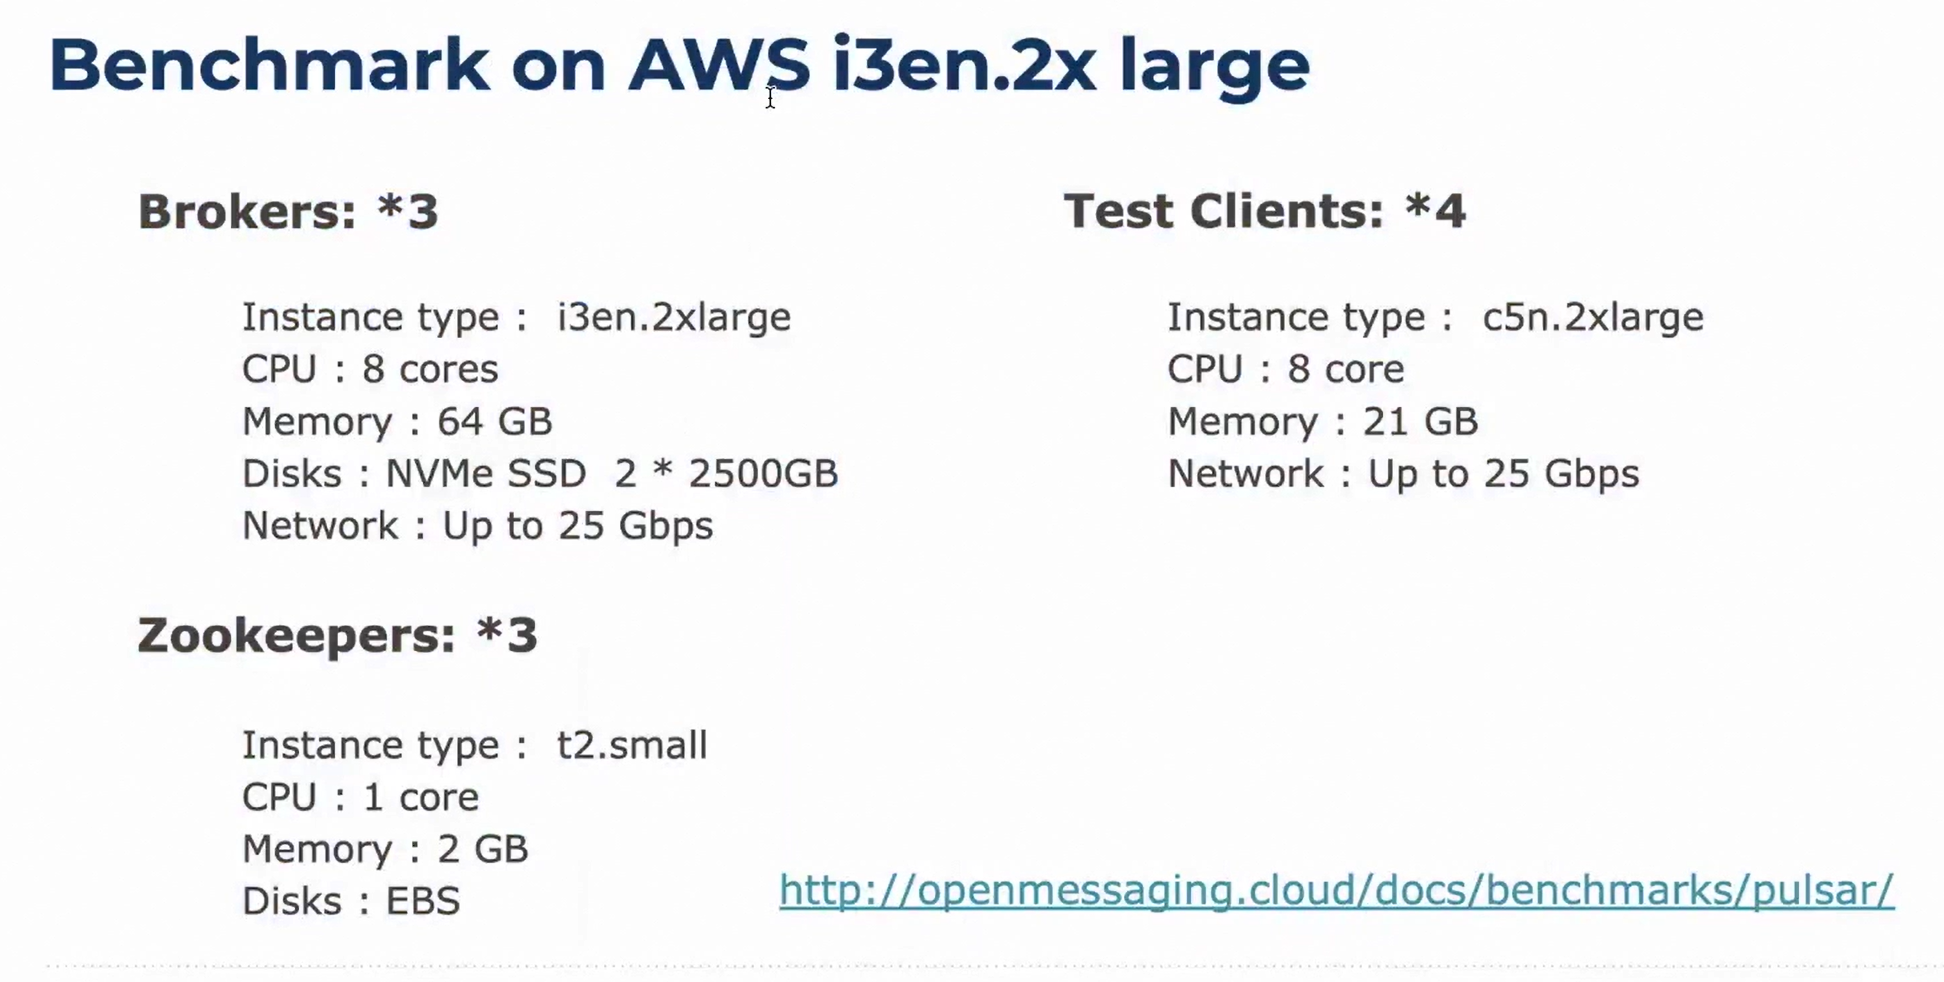 Benchmark on AWS i3en.2x large
Brokers: *3
Instance type : i3en.2xlarge
CPU : 8 cores
Memory : 64 GB
Disks : NVMe SSD 2 * 2500GB
Network : Up to 25 Gbps
Zookeepers: *3
Instance type : t2.small
CPU : 1 core
Memory : 2 GB
Disks : EBS
Test Clients: *4
Instance type : c5n.2xlarge
CPU : 8 core
Memory : 21 GB
Network : Up to 25 Gbps
http://openmessaging.cloud/docs/benchmarks/pulsar/